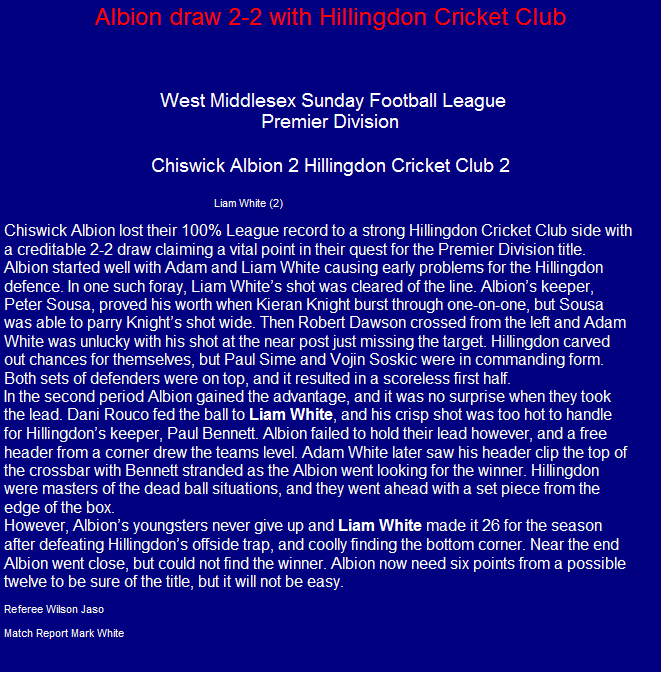 Albion draw 2-2 with Hillingdon Cricket Club
West Middlesex Sunday Football League
Premier Division
Chiswick Albion 2 Hillingdon Cricket Club 2
Liam White (2)
Chiswick Albion lost their 100% League record to a strong Hillingdon Cricket Club side with
a creditable 2-2 draw claiming a vital point in their quest for the Premier Division title.
Albion started well with Adam and Liam White causing early problems for the Hillingdon
defence. In one such foray, Liam White's shot was cleared of the line. Albion's keeper,
Peter Sousa, proved his worth when Kieran Knight burst through one-on-one, but Sousa
was able to parry Knight's shot wide. Then Robert Dawson crossed from the left and Adam
White was unlucky with his shot at the near post just missing the target. Hillingdon carved
out chances for themselves, but Paul Sime and Vojin Soskic were in commanding form.
Both sets of defenders were on top, and it resulted in a scoreless first half.
In the second period Albion gained the advantage, and it was no surprise when they took
the lead. Dani Rouco fed the ball to Liam White, and his crisp shot was too hot to handle
for Hillingdon's keeper, Paul Bennett. Albion failed to hold their lead however, and a free
header from a corner drew the teams level. Adam White later saw his header clip the top of
the crossbar with Bennett stranded as the Albion went looking for the winner. Hillingdon
were masters of the dead ball situations, and they went ahead with a set piece from the
edge of the box.
However, Albion's youngsters never give up and Liam White made it 26 for the season
after defeating Hillingdon's offside trap, and coolly finding the bottom corner. Near the end
Albion went close, but could not find the winner. Albion now need six points from a possible
twelve to be sure of the title, but it will not be easy.
Referee Wilson Jaso
Match Report Mark White